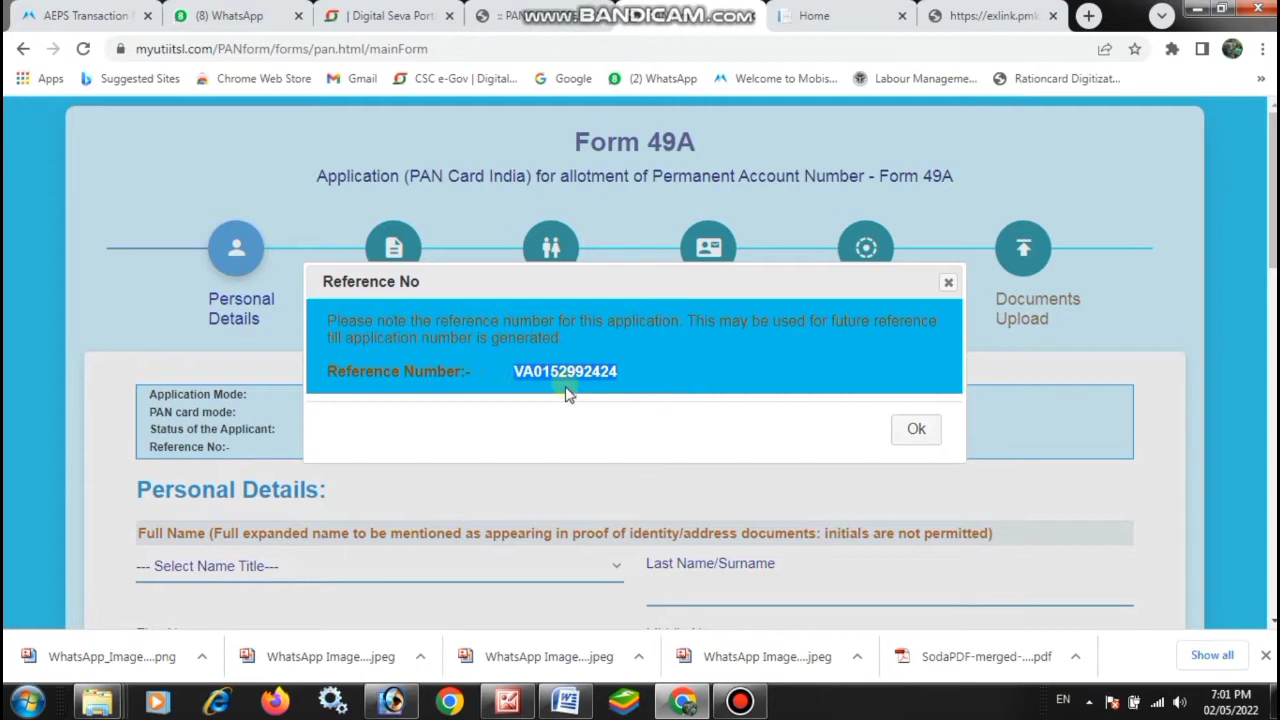 AEPS Transaction
(8) WhatsApp
| Digital Seva Port
:: PAN
www.BANDICAM.com
Home
https://exlink.pmk
myutiitsl.com/PANform/forms/pan.html/mainForm
Apps
Suggested Sites
Chrome Web Store
Gmail
CSC e-Gov | Digital...
Google
(2) WhatsApp
Welcome to Mobis...
Labour Manageme...
Rationcard Digitizat...
»
Form 49A
Application (PAN Card India) for allotment of Permanent Account Number - Form 49A
Personal
Details
Documents
Upload
Reference No
Please note the reference number for this application. This may be used for future reference
till application number is generated.
Reference Number:- VA0152992424
Ok
Application Mode:
PAN card mode:
Status of the Applicant:
Reference No:-
Personal Details:
Full Name (Full expanded name to be mentioned as appearing in proof of identity/address documents: initials are not permitted)
--- Select Name Title---
Last Name/Surname
WhatsApp_Image....png
WhatsApp Image....jpeg
WhatsApp Image....jpeg
WhatsApp Image....jpeg
SodaPDF-merged-....pdf
Show all
EN
7:01 PM
02/05/2022